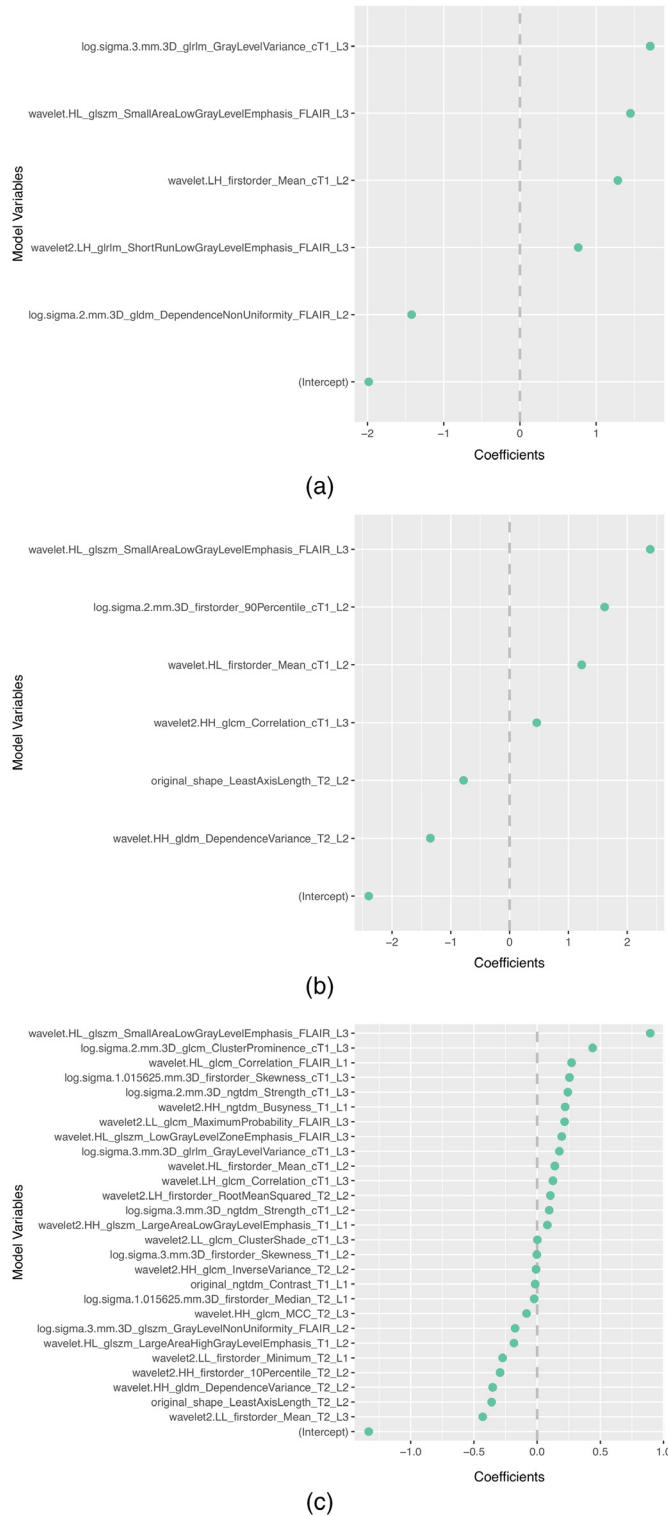 log.sigma.3.mm.3D_glrlm_GrayLevelVariance_cT1_L3
wavelet.HL_glszm_SmallAreaLowGrayLevelEmphasis_FLAIR_L3
wavelet.LH_firstorder_Mean_cT1_L2
wavelet2.LH_glrlm_ShortRunLowGrayLevelEmphasis_FLAIR_L3
log.sigma.2.mm.3D_gldm_DependenceNonUniformity_FLAIR_L2
(Intercept)
Model Variables
−2 −1 0 1
Coefficients
(a)
wavelet.HL_glszm_SmallAreaLowGrayLevelEmphasis_FLAIR_L3
log.sigma.2.mm.3D_firstorder_90Percentile_cT1_L2
wavelet.HL_firstorder_Mean_cT1_L2
wavelet2.HH_glcm_Correlation_cT1_L3
original_shape_LeastAxisLength_T2_L2
wavelet.HH_gldm_DependenceVariance_T2_L2
(Intercept)
Model Variables
−2 −1 0 1 2
Coefficients
(b)
wavelet.HL_glszm_SmallAreaLowGrayLevelEmphasis_FLAIR_L3
log.sigma.2.mm.3D_glcm_ClusterProminence_cT1_L3
wavelet.HL_glcm_Correlation_FLAIR_L1
log.sigma.1.015625.mm.3D_firstorder_Skewness_cT1_L3
log.sigma.2.mm.3D_ngtdm_Strength_cT1_L3
wavelet2.HH_ngtdm_Busyness_T1_L1
wavelet2.LL_glcm_MaximumProbability_FLAIR_L3
wavelet.HL_glszm_LowGrayLevelZoneEmphasis_FLAIR_L3
log.sigma.3.mm.3D_glrlm_GrayLevelVariance_cT1_L3
wavelet.HL_firstorder_Mean_cT1_L2
wavelet.LH_glcm_Correlation_cT1_L3
wavelet2.LH_firstorder_RootMeanSquared_T2_L2
log.sigma.3.mm.3D_ngtdm_Strength_cT1_L2
wavelet2.HH_glszm_LargeAreaLowGrayLevelEmphasis_T1_L1
wavelet2.LL_glcm_ClusterShade_cT1_L3
log.sigma.3.mm.3D_firstorder_Skewness_T1_L2
wavelet2.HH_glcm_InverseVariance_T2_L2
original_ngtdm_Contrast_T1_L1
log.sigma.1.015625.mm.3D_firstorder_Median_T2_L1
wavelet.HH_glcm_MCC_T2_L3
log.sigma.3.mm.3D_glszm_GrayLevelNonUniformity_FLAIR_L2
wavelet.HL_glszm_LargeAreaHighGrayLevelEmphasis_T1_L2
wavelet2.LL_firstorder_Minimum_T2_L1
wavelet2.HH_firstorder_10Percentile_T2_L2
wavelet.HH_gldm_DependenceVariance_T2_L2
original_shape_LeastAxisLength_T2_L2
wavelet2.LL_firstorder_Mean_T2_L3
(Intercept)
Model Variables
−1.0 −0.5 0.0 0.5 1.0
Coefficients
(c)